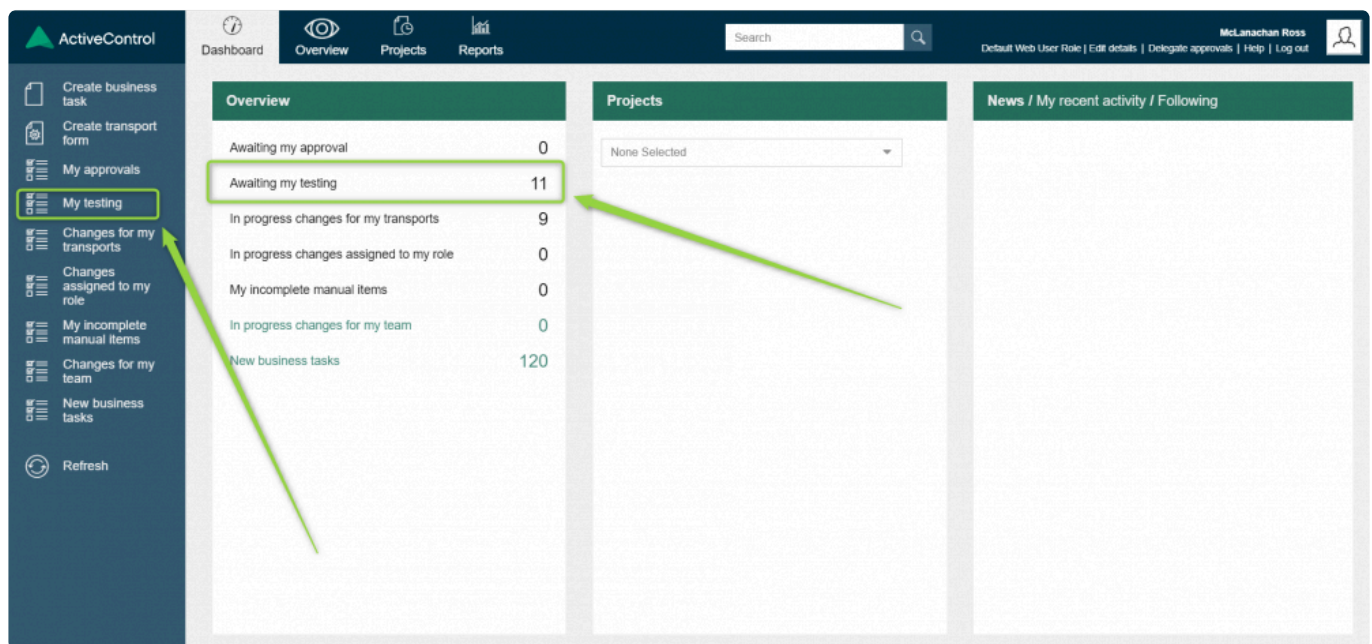 ActiveControl
Dashboard
Overview
Projects
Reports
Search
McLanachan Ross
Default Web User Role | Edit details | Delegate approvals | Help | Log out
Create business
task
Create transport
form
My approvals
My testing
Changes for my
transports
Changes
assigned to my
role
My incomplete
manual items
Changes for my
team
New business
tasks
Refresh
Overview
Awaiting my approval 0
Awaiting my testing 11
In progress changes for my transports 9
In progress changes assigned to my role 0
My incomplete manual items 0
In progress changes for my team 0
New business tasks 120
Projects
None Selected
News / My recent activity / Following